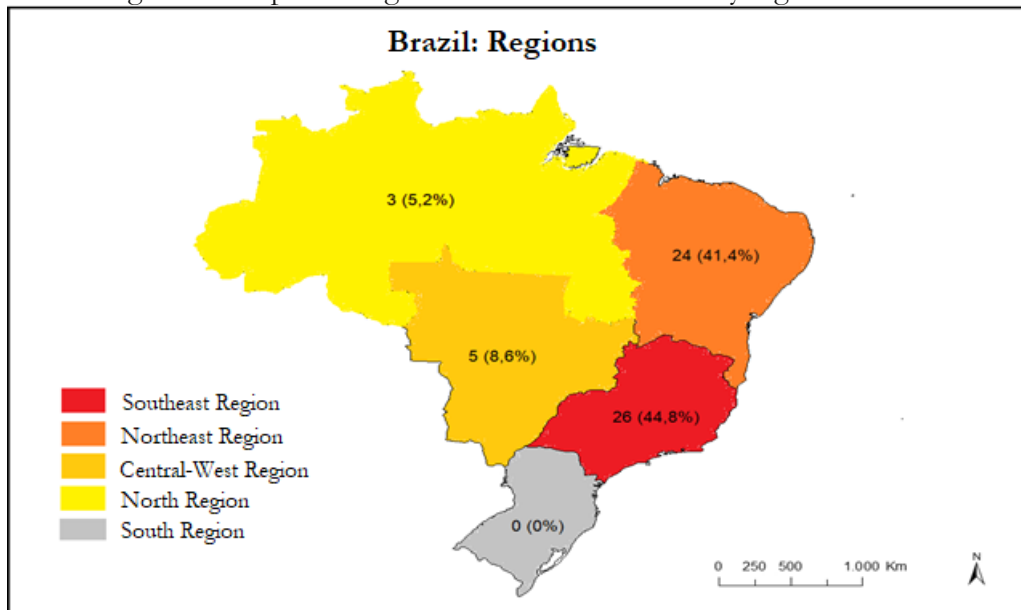 Brazil: Regions
3 (5,2%)
24 (41,4%)
5 (8,6%)
26 (44,8%)
0 (0%)
Southeast Region
Northeast Region
Central-West Region
North Region
South Region
0 250 500 1.000 Km
N